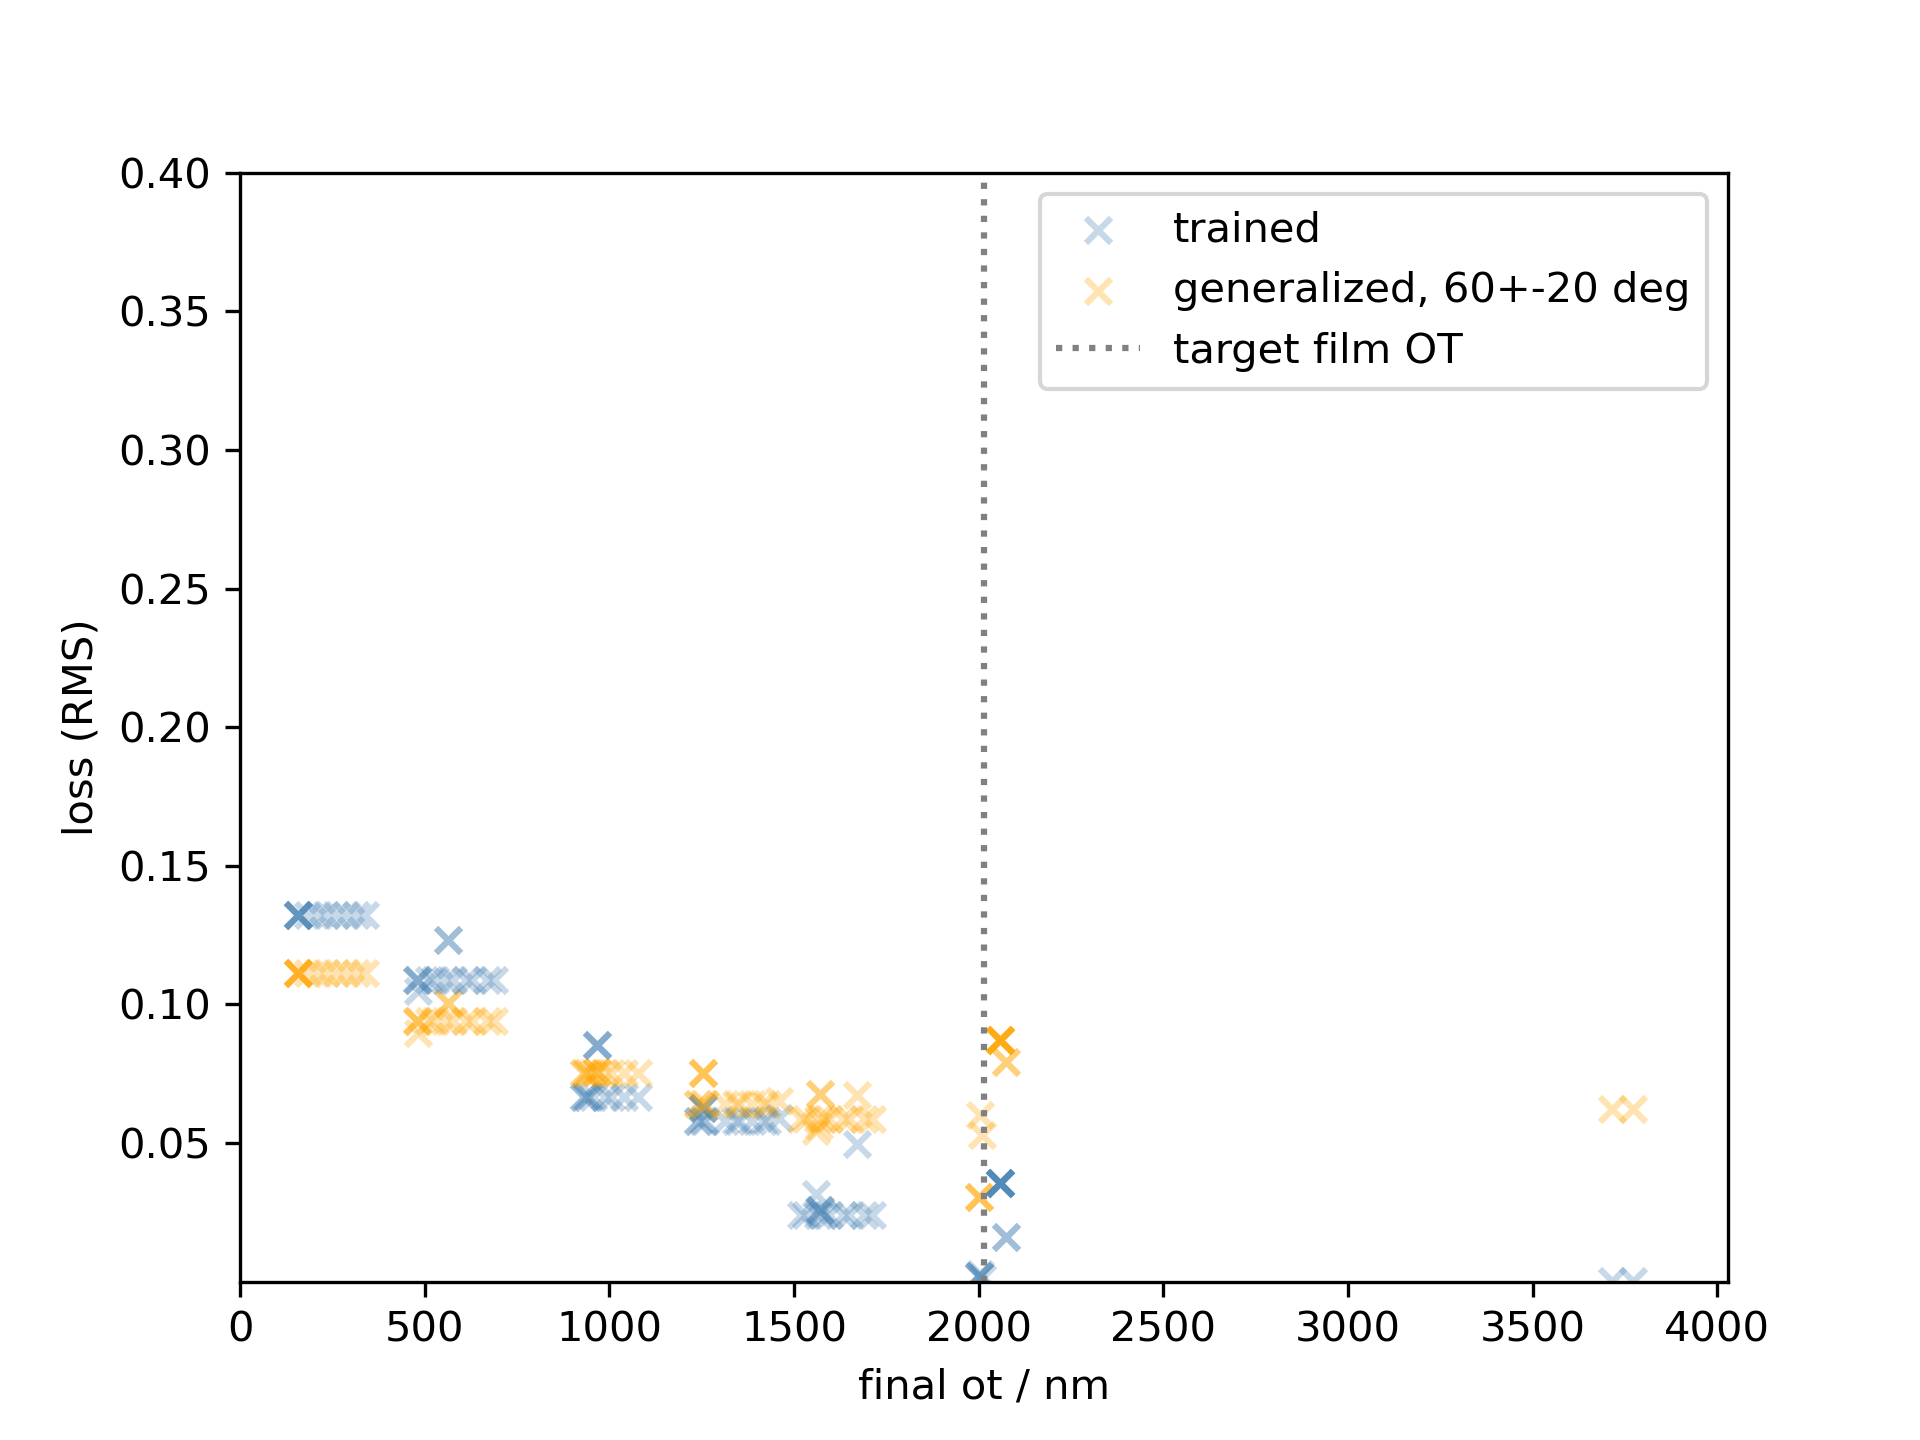 0.40
0.35
0.30
0.25
0.20
0.15
0.10
0.05
loss (RMS)
trained
generalized, 60+-20 deg
target film OT
0 500 1000 1500 2000 2500 3000 3500 4000
final ot / nm